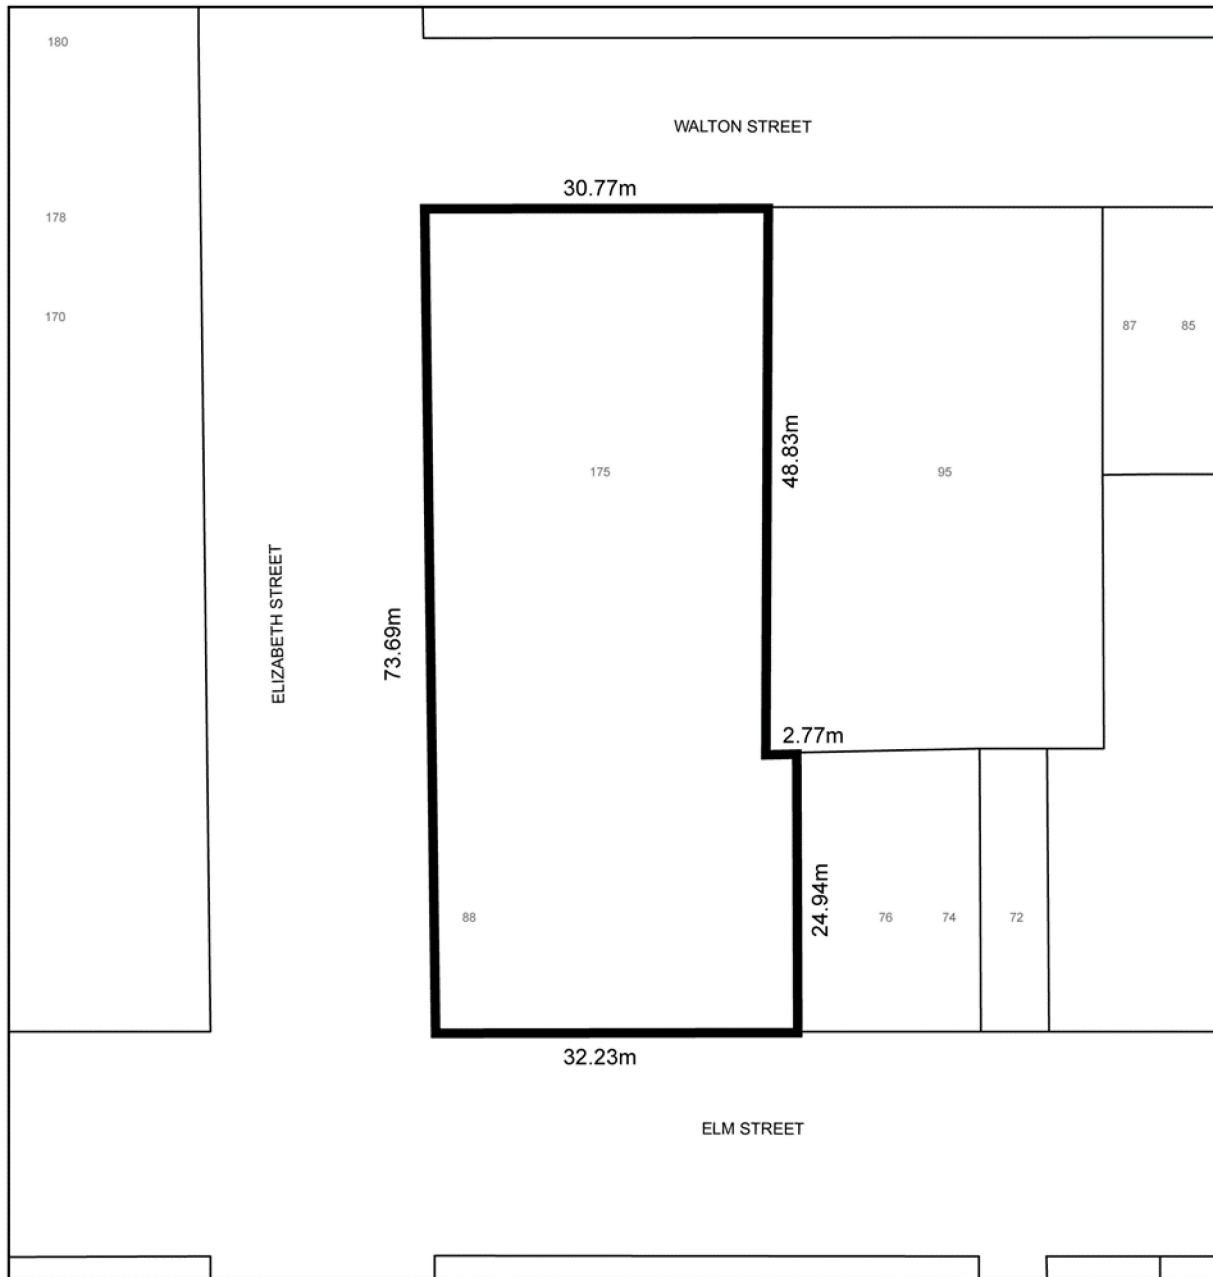 180
WALTON STREET
30.77m
178
170
87
85
48.83m
175
95
ELIZABETH STREET
73.69m
2.77m
24.94m
88
76
74
72
32.23m
ELM STREET